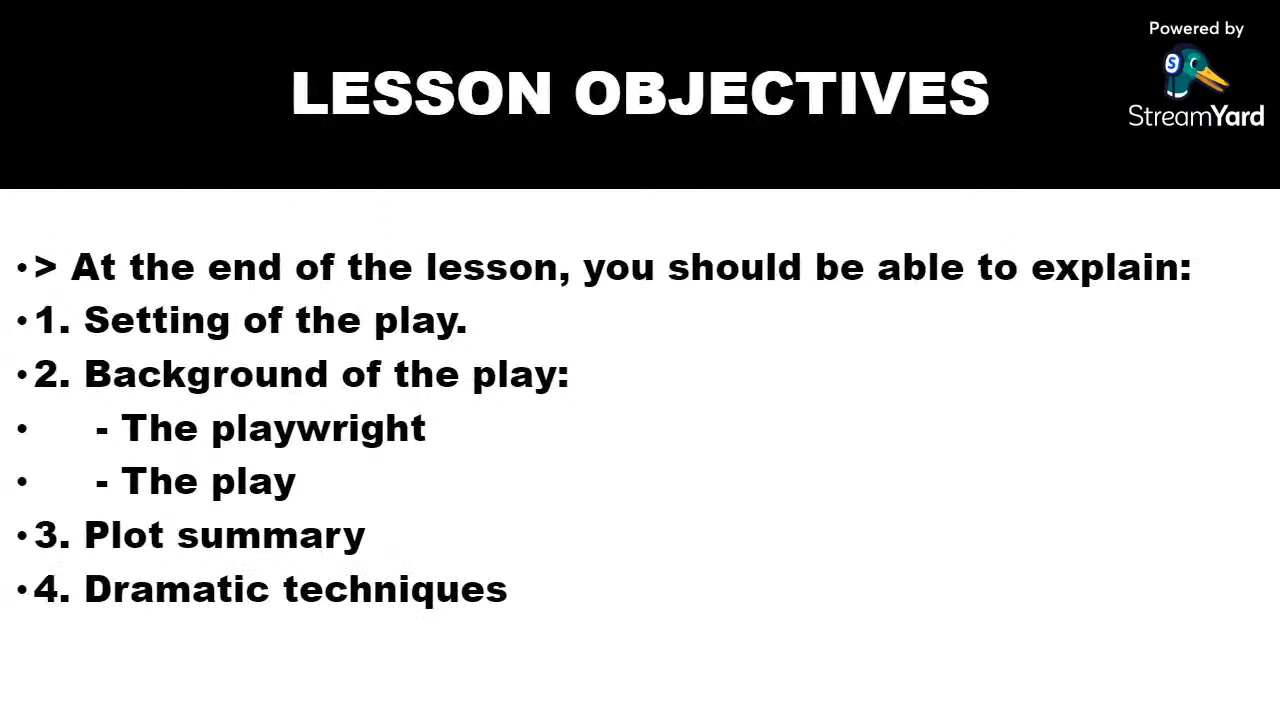 Powered by
LESSON OBJECTIVES
S
StreamYard
•> At the end of the lesson, you should be able to explain:
•1. Setting of the play.
•2. Background of the play:
• - The playwright
• - The play
•3. Plot summary
•4. Dramatic techniques